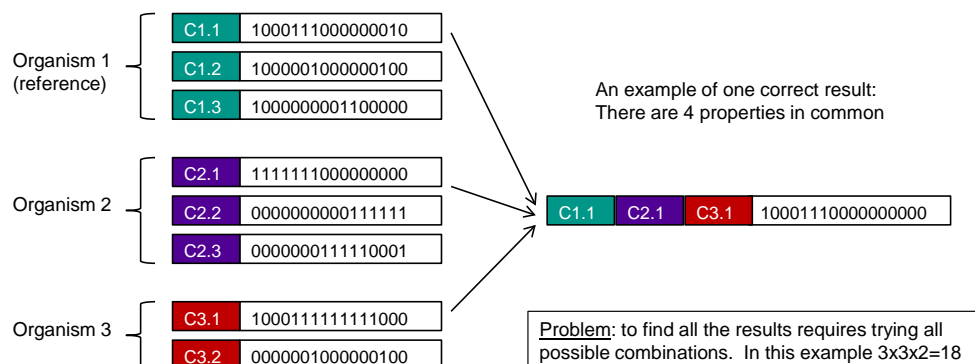 Organism 1
(reference)
C1.1 1000111000000010
C1.2 1000001000000100
C1.3 1000000001100000
An example of one correct result:
There are 4 properties in common
Organism 2
C2.1 1111111000000000
C2.2 0000000000111111
C2.3 0000000111110001
C1.1 C2.1 C3.1 10001110000000000
Organism 3
C3.1 1000111111111000
C3.2 0000001000000100
Problem: to find all the results requires trying all
possible combinations. In this example 3x3x2=18